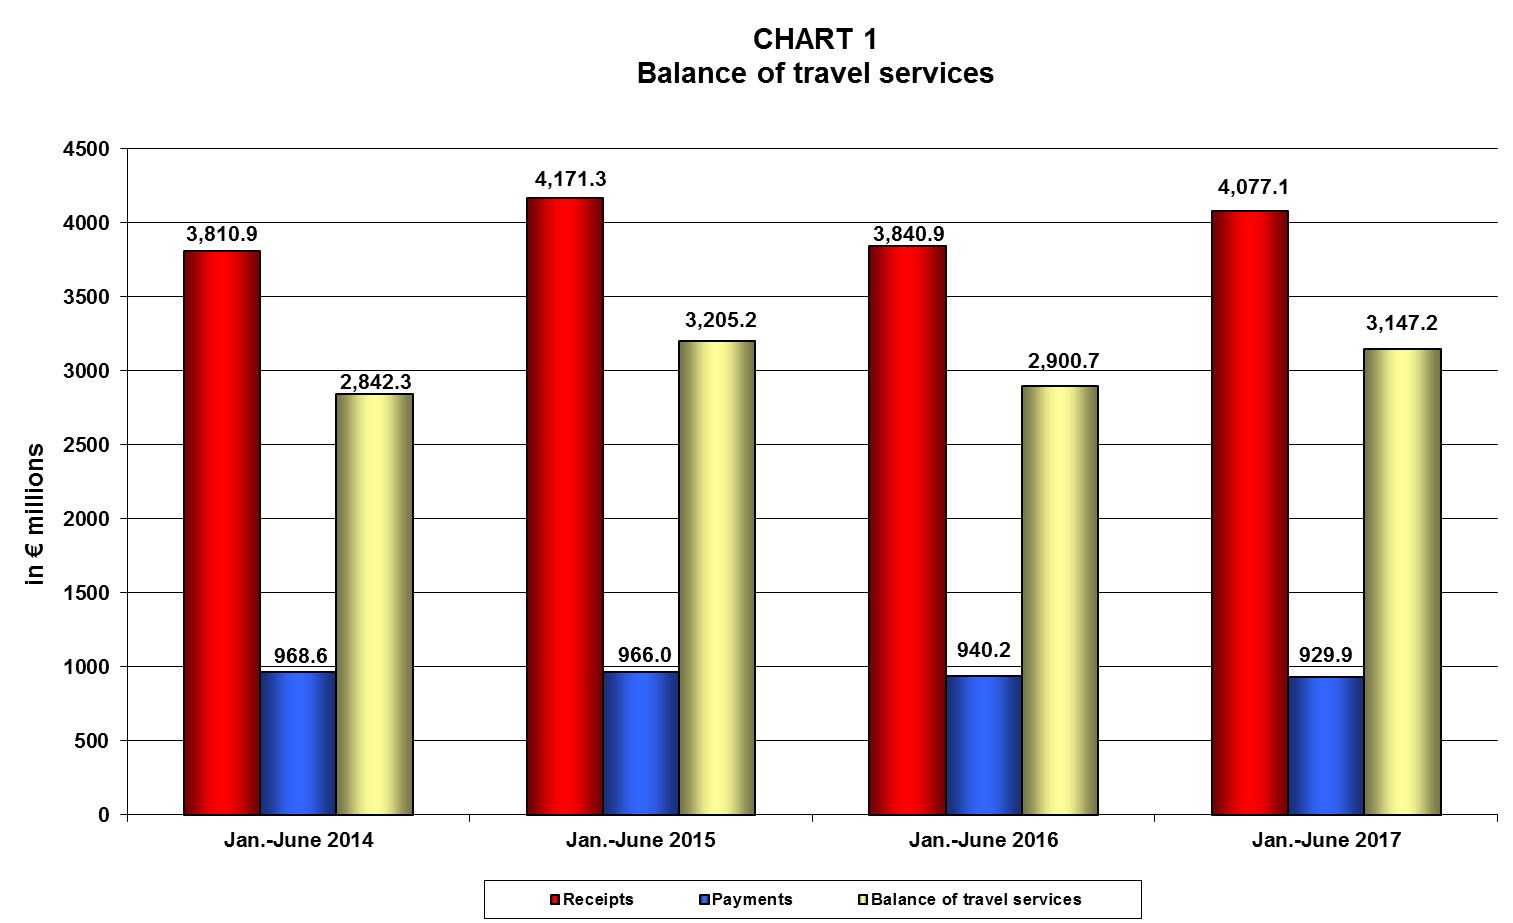 CHART 1
Balance of travel services
in € millions
4500
4000
3500
3000
2500
2000
1500
1000
500
0
3,810.9
968.6
2,842.3
4,171.3
966.0
3,205.2
3,840.9
940.2
2,900.7
4,077.1
929.9
3,147.2
Jan.-June 2014
Jan.-June 2015
Jan.-June 2016
Jan.-June 2017
Receipts
Payments
Balance of travel services